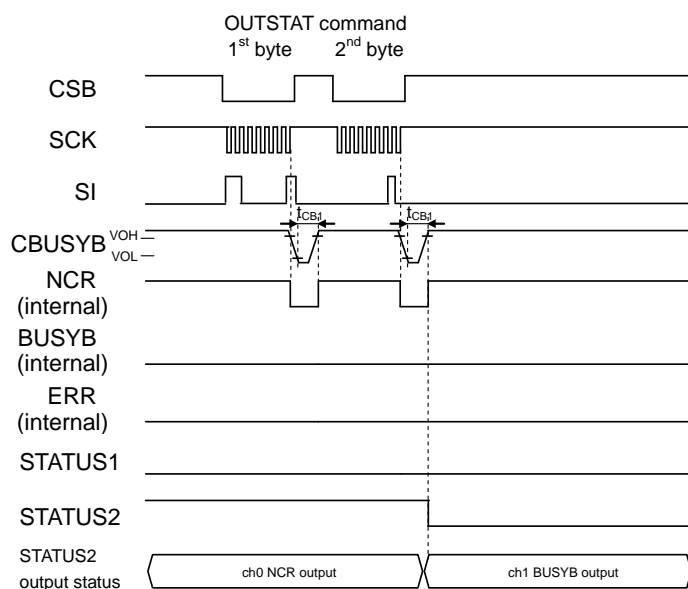 OUTSTAT command
1st byte 2nd byte
CSB
SCK
SI
tCB1 tCB1
CBUSYB VOH
VOL
NCR
(internal)
BUSYB
(internal)
ERR
(internal)
STATUS1
STATUS2
STATUS2
output status
ch0 NCR output ch1 BUSYB output